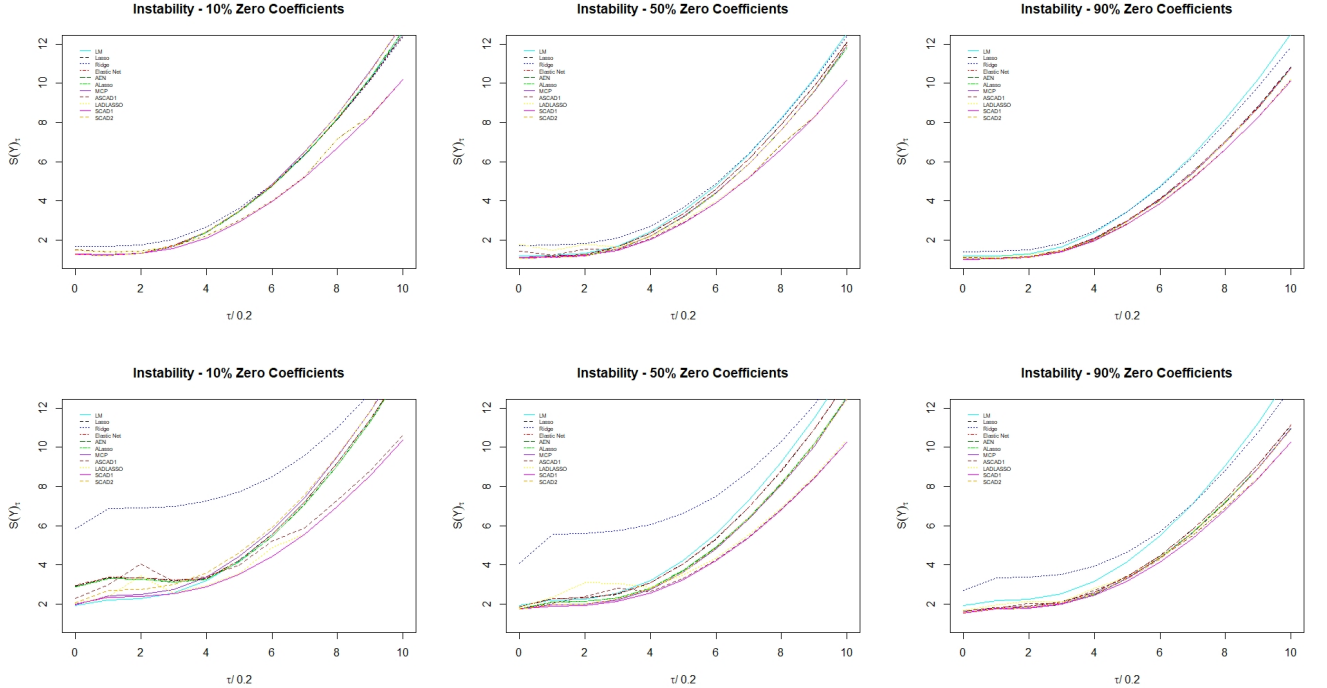 Instability - 10% Zero Coefficients
S(Y)τ
12
10
8
6
4
2
LM
Lasso
Ridge
Elastic Net
AEN
ALasso
MCP
ASCAD1
LADLASSO
SCAD1
SCAD2
0 2 4 6 8 10
τ/ 0.2
Instability - 50% Zero Coefficients
S(Y)τ
12
10
8
6
4
2
LM
Lasso
Ridge
Elastic Net
AEN
ALasso
MCP
ASCAD1
LADLASSO
SCAD1
SCAD2
0 2 4 6 8 10
τ/ 0.2
Instability - 90% Zero Coefficients
S(Y)τ
12
10
8
6
4
2
LM
Lasso
Ridge
Elastic Net
AEN
ALasso
MCP
ASCAD1
LADLASSO
SCAD1
SCAD2
0 2 4 6 8 10
τ/ 0.2
Instability - 10% Zero Coefficients
S(Y)τ
12
10
8
6
4
2
LM
Lasso
Ridge
Elastic Net
AEN
ALasso
MCP
ASCAD1
LADLASSO
SCAD1
SCAD2
0 2 4 6 8 10
τ/ 0.2
Instability - 50% Zero Coefficients
S(Y)τ
12
10
8
6
4
2
LM
Lasso
Ridge
Elastic Net
AEN
ALasso
MCP
ASCAD1
LADLASSO
SCAD1
SCAD2
0 2 4 6 8 10
τ/ 0.2
Instability - 90% Zero Coefficients
S(Y)τ
12
10
8
6
4
2
LM
Lasso
Ridge
Elastic Net
AEN
ALasso
MCP
ASCAD1
LADLASSO
SCAD1
SCAD2
0 2 4 6 8 10
τ/ 0.2